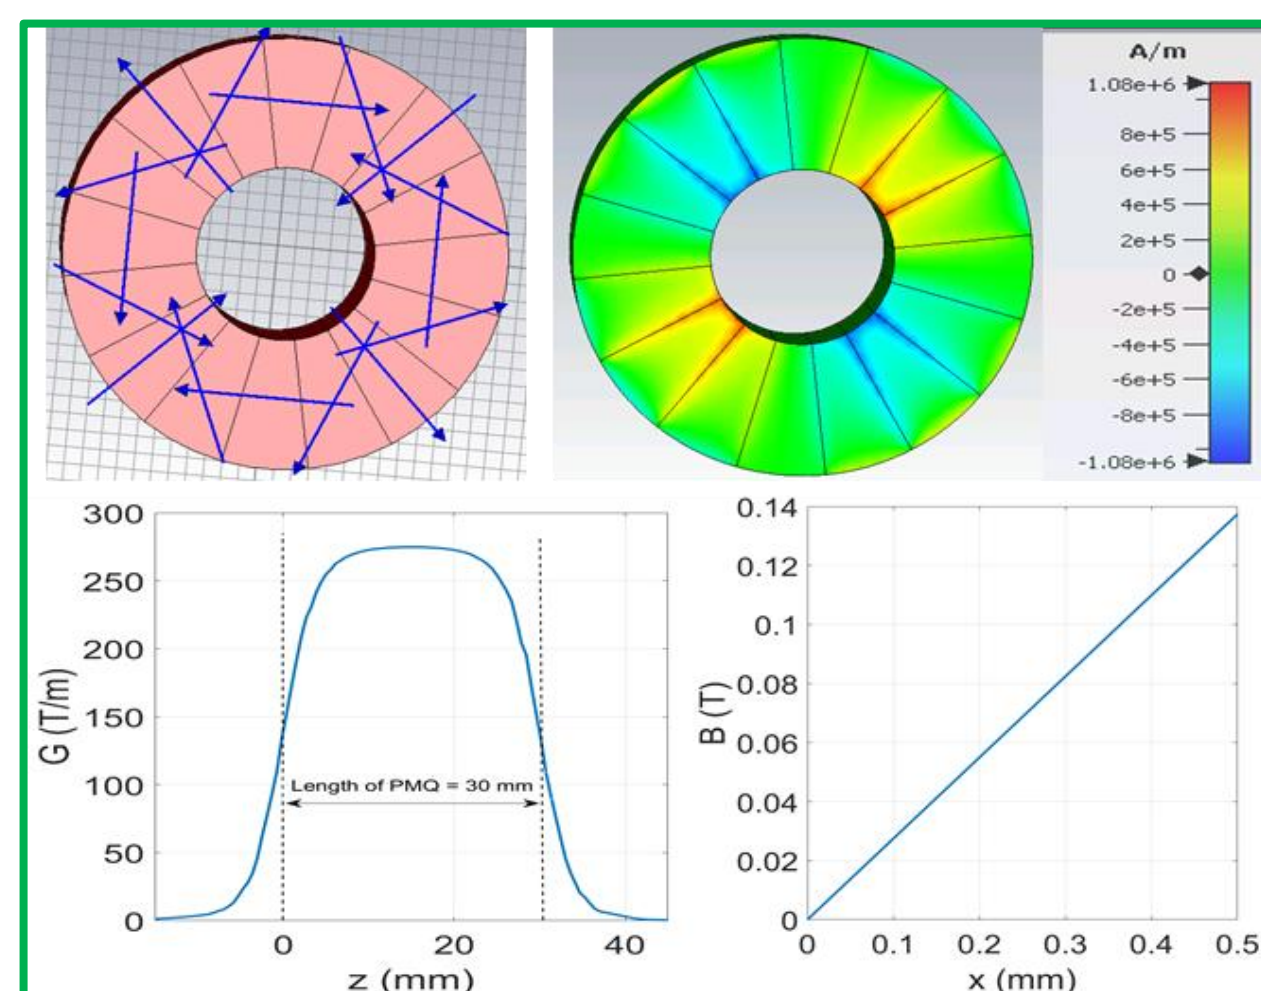 A/m
1.08e+6
8e+5
6e+5
4e+5
2e+5
0
-2e+5
-4e+5
-6e+5
-8e+5
-1.08e+6
300
250
200
150
100
50
0
G (T/m)
Length of PMQ = 30 mm
0 20 40
z (mm)
0.14
0.12
0.1
0.08
0.06
0.04
0.02
0
B (T)
0 0.1 0.2 0.3 0.4 0.5
x (mm)